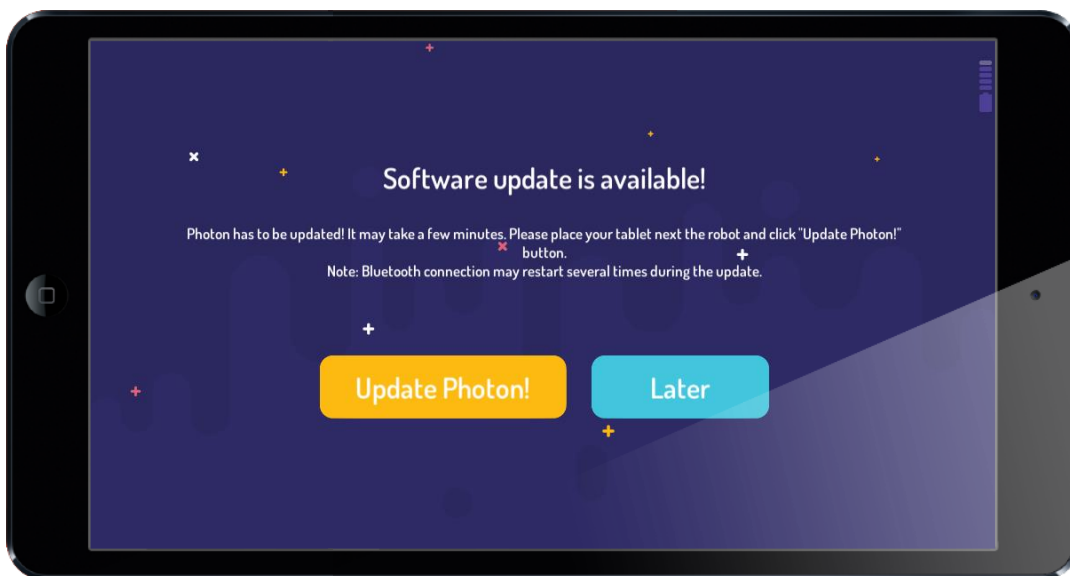 Software update is available!
Photon has to be updated! It may take a few minutes. Please place your tablet next the robot and click "Update Photon!"
button.
Note: Bluetooth connection may restart several times during the update.
Update Photon!
Later